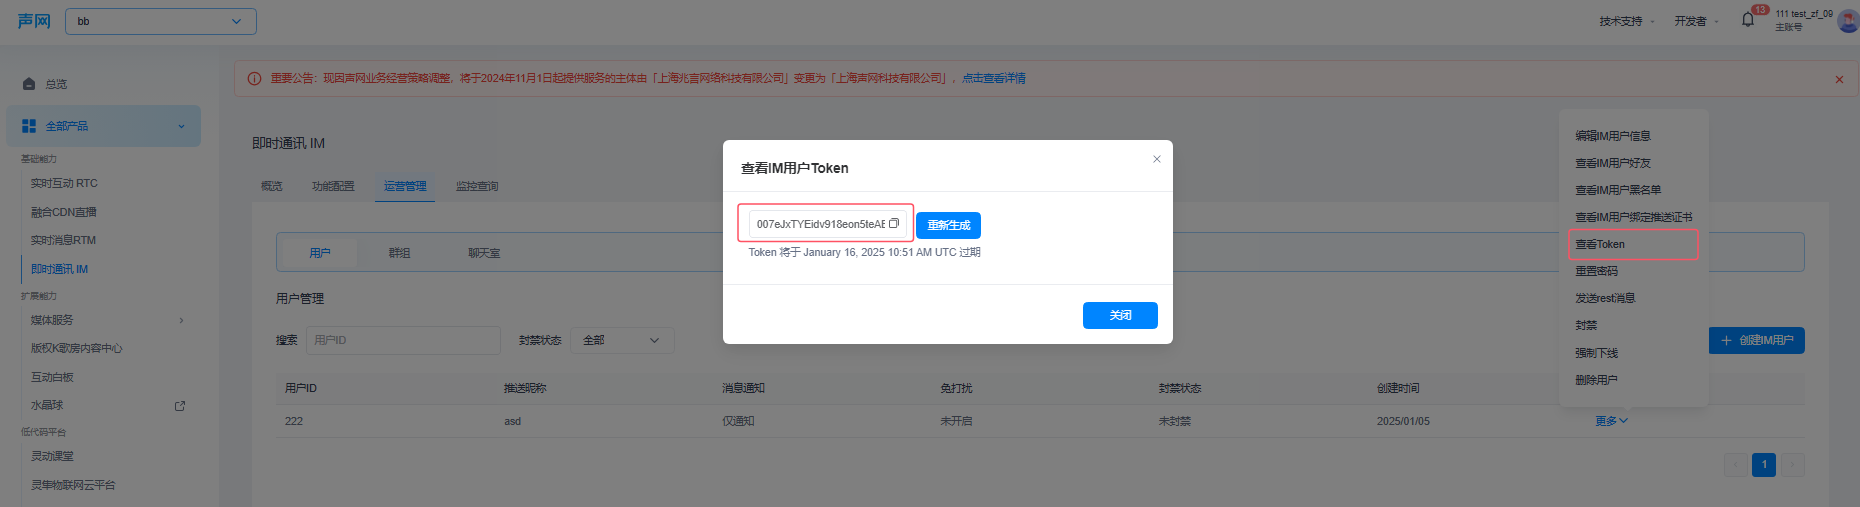 声网
bb
技术支持
开发者
13
111 test_zf_09
主账号
总览
全部产品
基础能力
实时互动 RTC
融合CDN直播
实时消息RTM
即时通讯 IM
扩展能力
媒体服务
版权K歌房内容中心
互动白板
水晶球
低代码平台
灵动课堂
灵隼物联网云平台
重要公告：现因声网业务经营策略调整，将于2024年11月1日起提供服务的主体由「上海兆言网络科技有限公司」变更为「上海声网科技有限公司」，点击查看详情
即时通讯 IM
概览
功能配置
运营管理
监控查询
用户
群组
聊天室
用户管理
搜索
用户ID
封禁状态
全部
创建IM用户
用户ID
推送昵称
消息通知
免打扰
封禁状态
创建时间
222
asd
仅通知
未开启
未封禁
2025/01/05
更多
1
查看IM用户Token
007eJxTYEidv918eon5teAE
重新生成
Token 将于 January 16, 2025 10:51 AM UTC 过期
关闭
编辑IM用户信息
查看IM用户好友
查看IM用户黑名单
查看IM用户绑定推送证书
查看Token
重置密码
发送rest消息
封禁
强制下线
删除用户